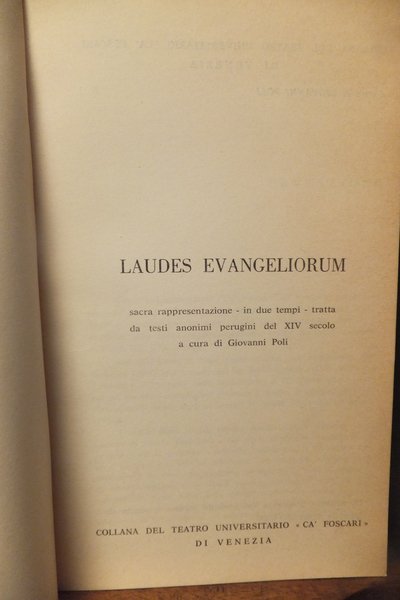 LAUDES EVANGELIORUM
sacra rappresentazione - in due tempi - tratta
da testi anonimi perugini del XIV secolo
a cura di Giovanni Poli
COLLANA DEL TEATRO UNIVERSITARIO « CA' FOSCARI »
DI VENEZIA